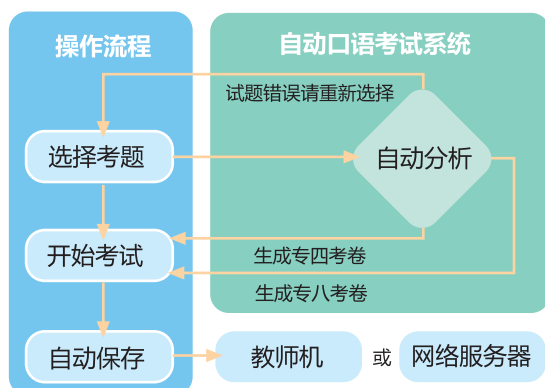 操作流程
自动口语考试系统
试题错误请重新选择
选择考题
自动分析
开始考试
生成专四考卷
生成专八考卷
自动保存
教师机
或
网络服务器